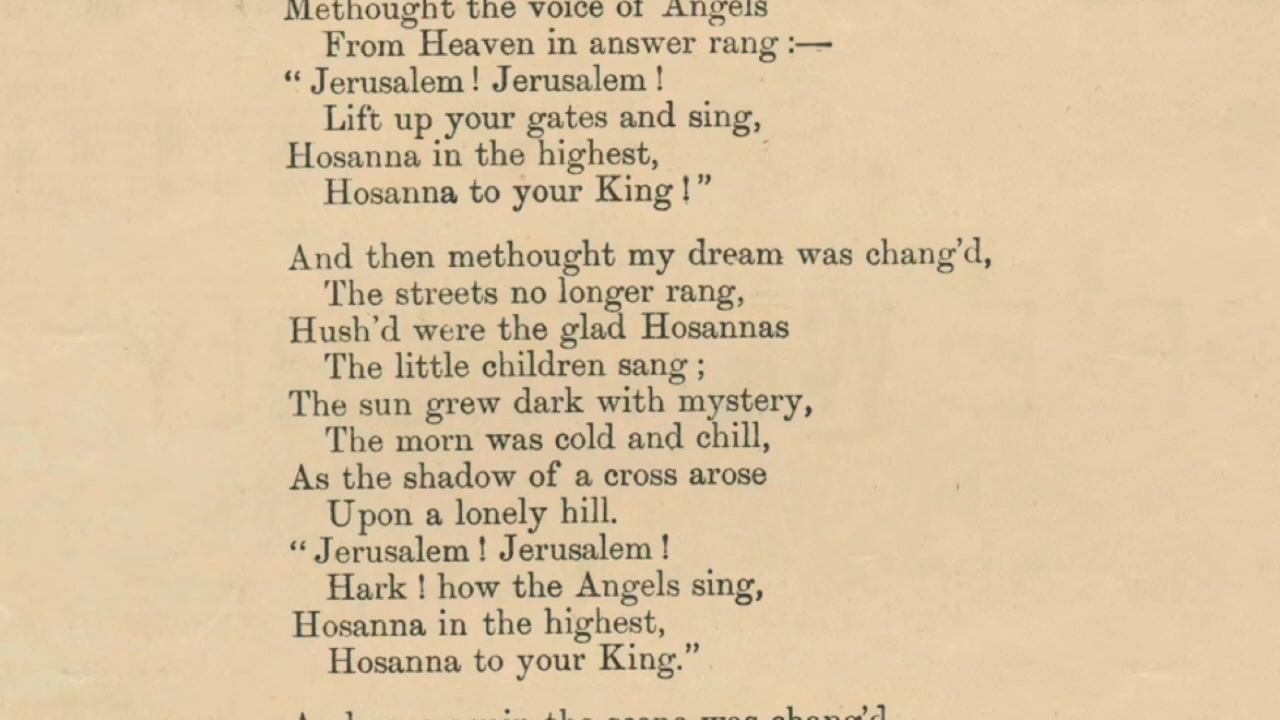 Methought the voice of Angels
From Heaven in answer rang :—
“ Jerusalem ! Jerusalem !
Lift up your gates and sing,
Hosanna in the highest,
Hosanna to your King ! ”
And then methought my dream was chang’d,
The streets no longer rang,
Hush’d were the glad Hosannas
The little children sang ;
The sun grew dark with mystery,
The morn was cold and chill,
As the shadow of a cross arose
Upon a lonely hill.
“ Jerusalem ! Jerusalem !
Hark ! how the Angels sing,
Hosanna in the highest,
Hosanna to your King.”
the scene was chang’d